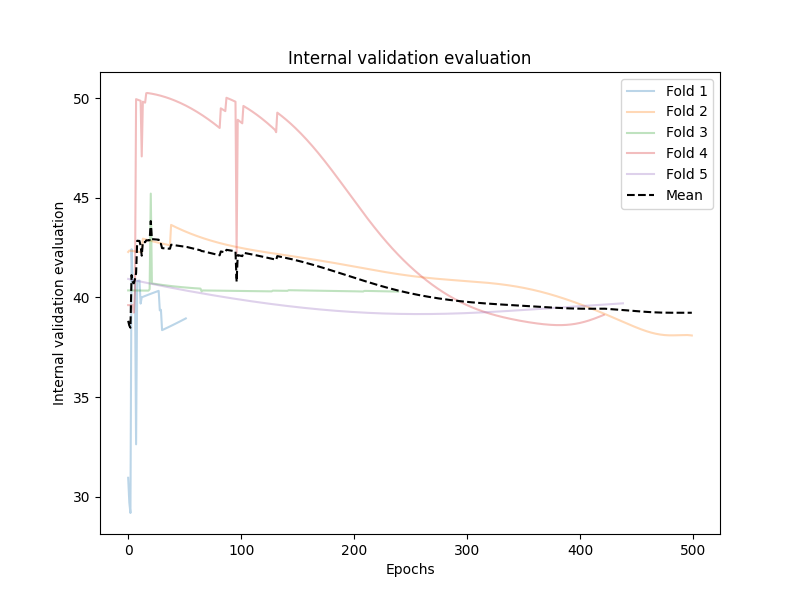 Internal validation evaluation
Internal validation evaluation
50
45
40
35
30
0 100 200 300 400 500
Epochs
Fold 1
Fold 2
Fold 3
Fold 4
Fold 5
Mean